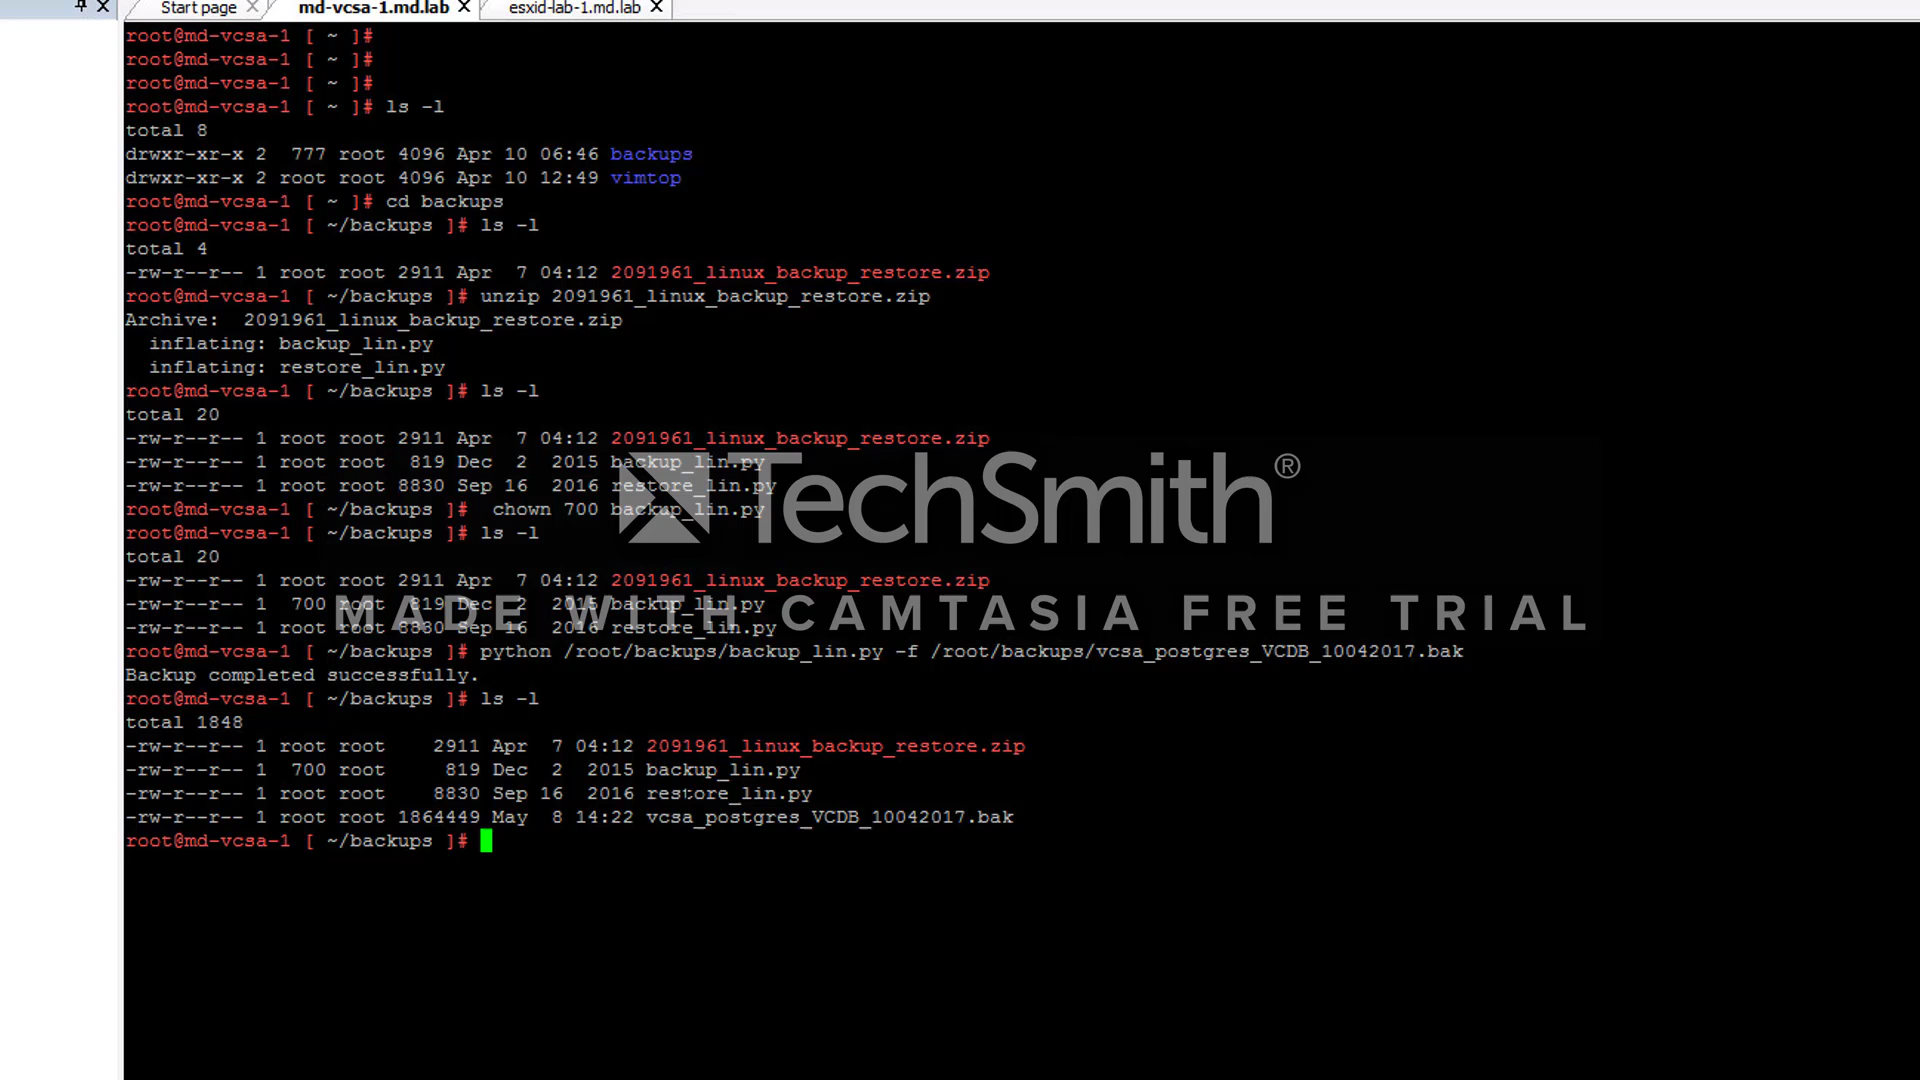 Start page
md-vcsa-1.md.lab
esxid-lab-1.md.lab
root@md-vcsa-1 [ ~ ]#
root@md-vcsa-1 [ ~ ]#
root@md-vcsa-1 [ ~ ]#
root@md-vcsa-1 [ ~ ]# ls -l
total 8
drwxr-xr-x 2  777 root 4096 Apr 10 06:46 backups
drwxr-xr-x 2 root root 4096 Apr 10 12:49 vimtop
root@md-vcsa-1 [ ~ ]# cd backups
root@md-vcsa-1 [ ~/backups ]# ls -l
total 4
-rw-r--r-- 1 root root 2911 Apr  7 04:12 2091961_linux_backup_restore.zip
root@md-vcsa-1 [ ~/backups ]# unzip 2091961_linux_backup_restore.zip
Archive:  2091961_linux_backup_restore.zip
  inflating: backup_lin.py
  inflating: restore_lin.py
root@md-vcsa-1 [ ~/backups ]# ls -l
total 20
-rw-r--r-- 1 root root 2911 Apr  7 04:12 2091961_linux_backup_restore.zip
-rw-r--r-- 1 root root  819 Dec  2  2015 backup_lin.py
-rw-r--r-- 1 root root 8830 Sep 16  2016 restore_lin.py
root@md-vcsa-1 [ ~/backups ]#  chown 700 backup_lin.py
root@md-vcsa-1 [ ~/backups ]# ls -l
total 20
-rw-r--r-- 1 root root 2911 Apr  7 04:12 2091961_linux_backup_restore.zip
-rw-r--r-- 1  700 root  819 Dec  2  2015 backup_lin.py
-rw-r--r-- 1 root root 8830 Sep 16  2016 restore_lin.py
root@md-vcsa-1 [ ~/backups ]# python /root/backups/backup_lin.py -f /root/backups/vcsa_postgres_VCDB_10042017.bak
Backup completed successfully.
root@md-vcsa-1 [ ~/backups ]# ls -l
total 1848
-rw-r--r-- 1 root root    2911 Apr  7 04:12 2091961_linux_backup_restore.zip
-rw-r--r-- 1  700 root     819 Dec  2  2015 backup_lin.py
-rw-r--r-- 1 root root    8830 Sep 16  2016 restore_lin.py
-rw-r--r-- 1 root root 1864449 May  8 14:22 vcsa_postgres_VCDB_10042017.bak
root@md-vcsa-1 [ ~/backups ]#
TechSmith®
MADE WITH CAMTASIA FREE TRIAL